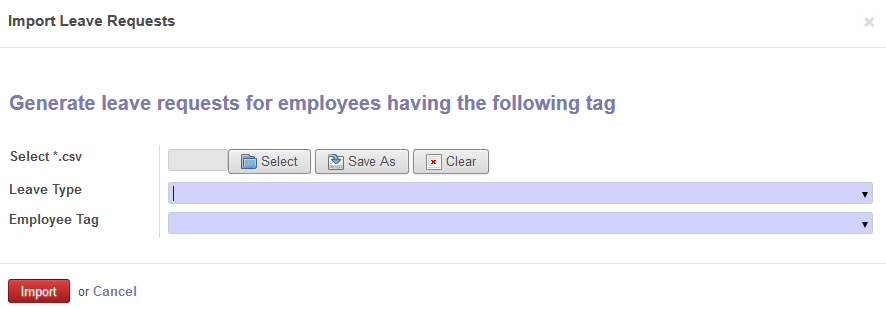 Import Leave Requests ×
Generate leave requests for employees having the following tag
Select *.csv Select Save As Clear
Leave Type
Employee Tag
Import or Cancel